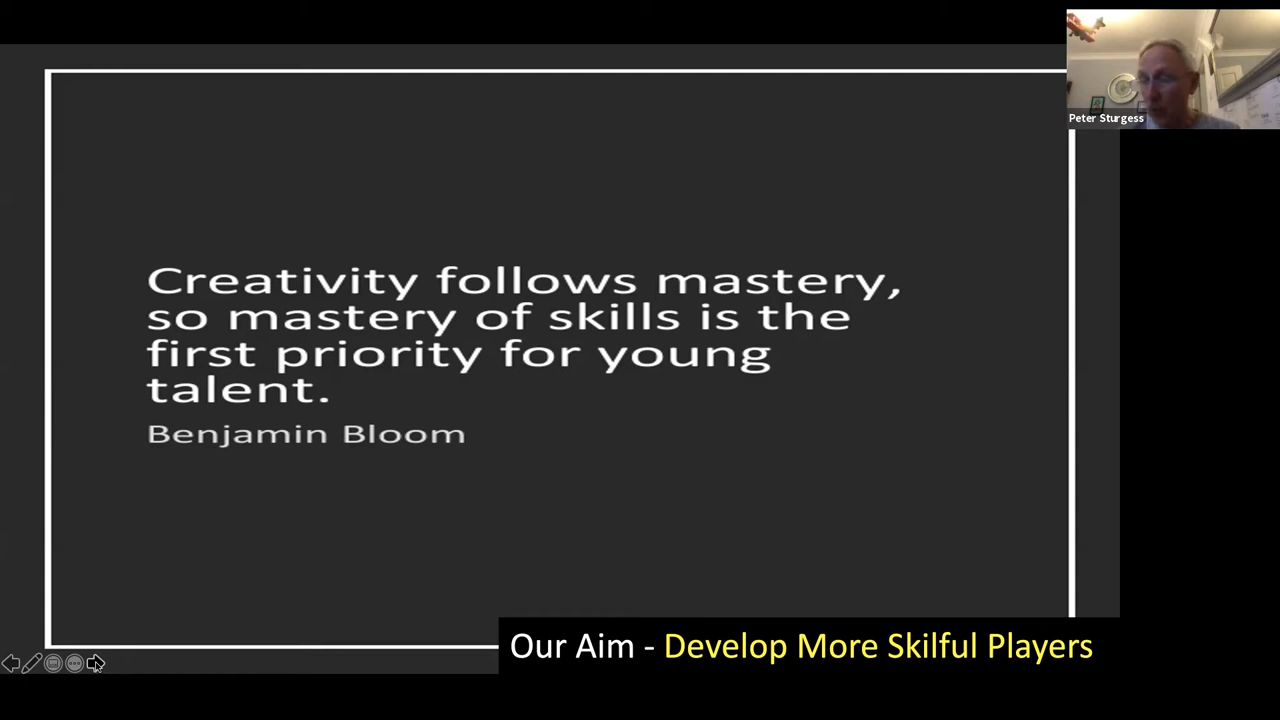 Peter Sturgess
Creativity follows mastery,
so mastery of skills is the
first priority for young
talent.
Benjamin Bloom
Our Aim - Develop More Skilful Players